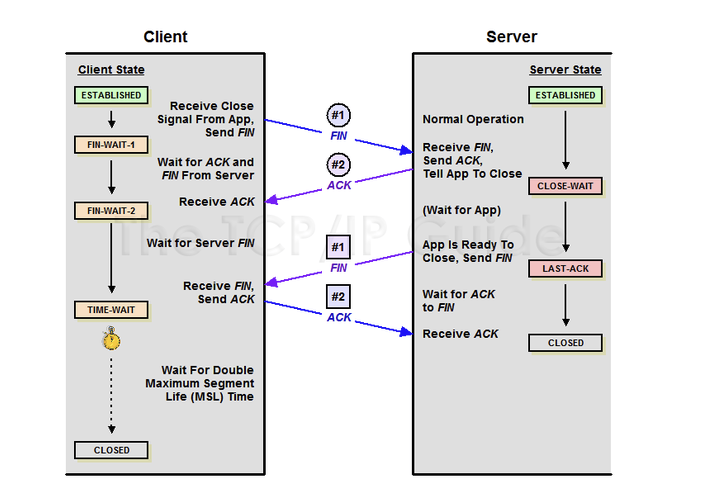 Client
Server
Client State
Server State
ESTABLISHED
ESTABLISHED
Receive Close
Signal From App,
Send FIN
#1
FIN
Normal Operation
FIN-WAIT-1
Receive FIN,
Send ACK,
Tell App To Close
Wait for ACK and
FIN From Server
#2
ACK
CLOSE-WAIT
Receive ACK
FIN-WAIT-2
(Wait for App)
The TCP/IP Guide
Wait for Server FIN
#1
FIN
App Is Ready To
Close, Send FIN
LAST-ACK
Receive FIN,
Send ACK
#2
ACK
Wait for ACK
to FIN
TIME-WAIT
Receive ACK
CLOSED
Wait For Double
Maximum Segment
Life (MSL) Time
CLOSED